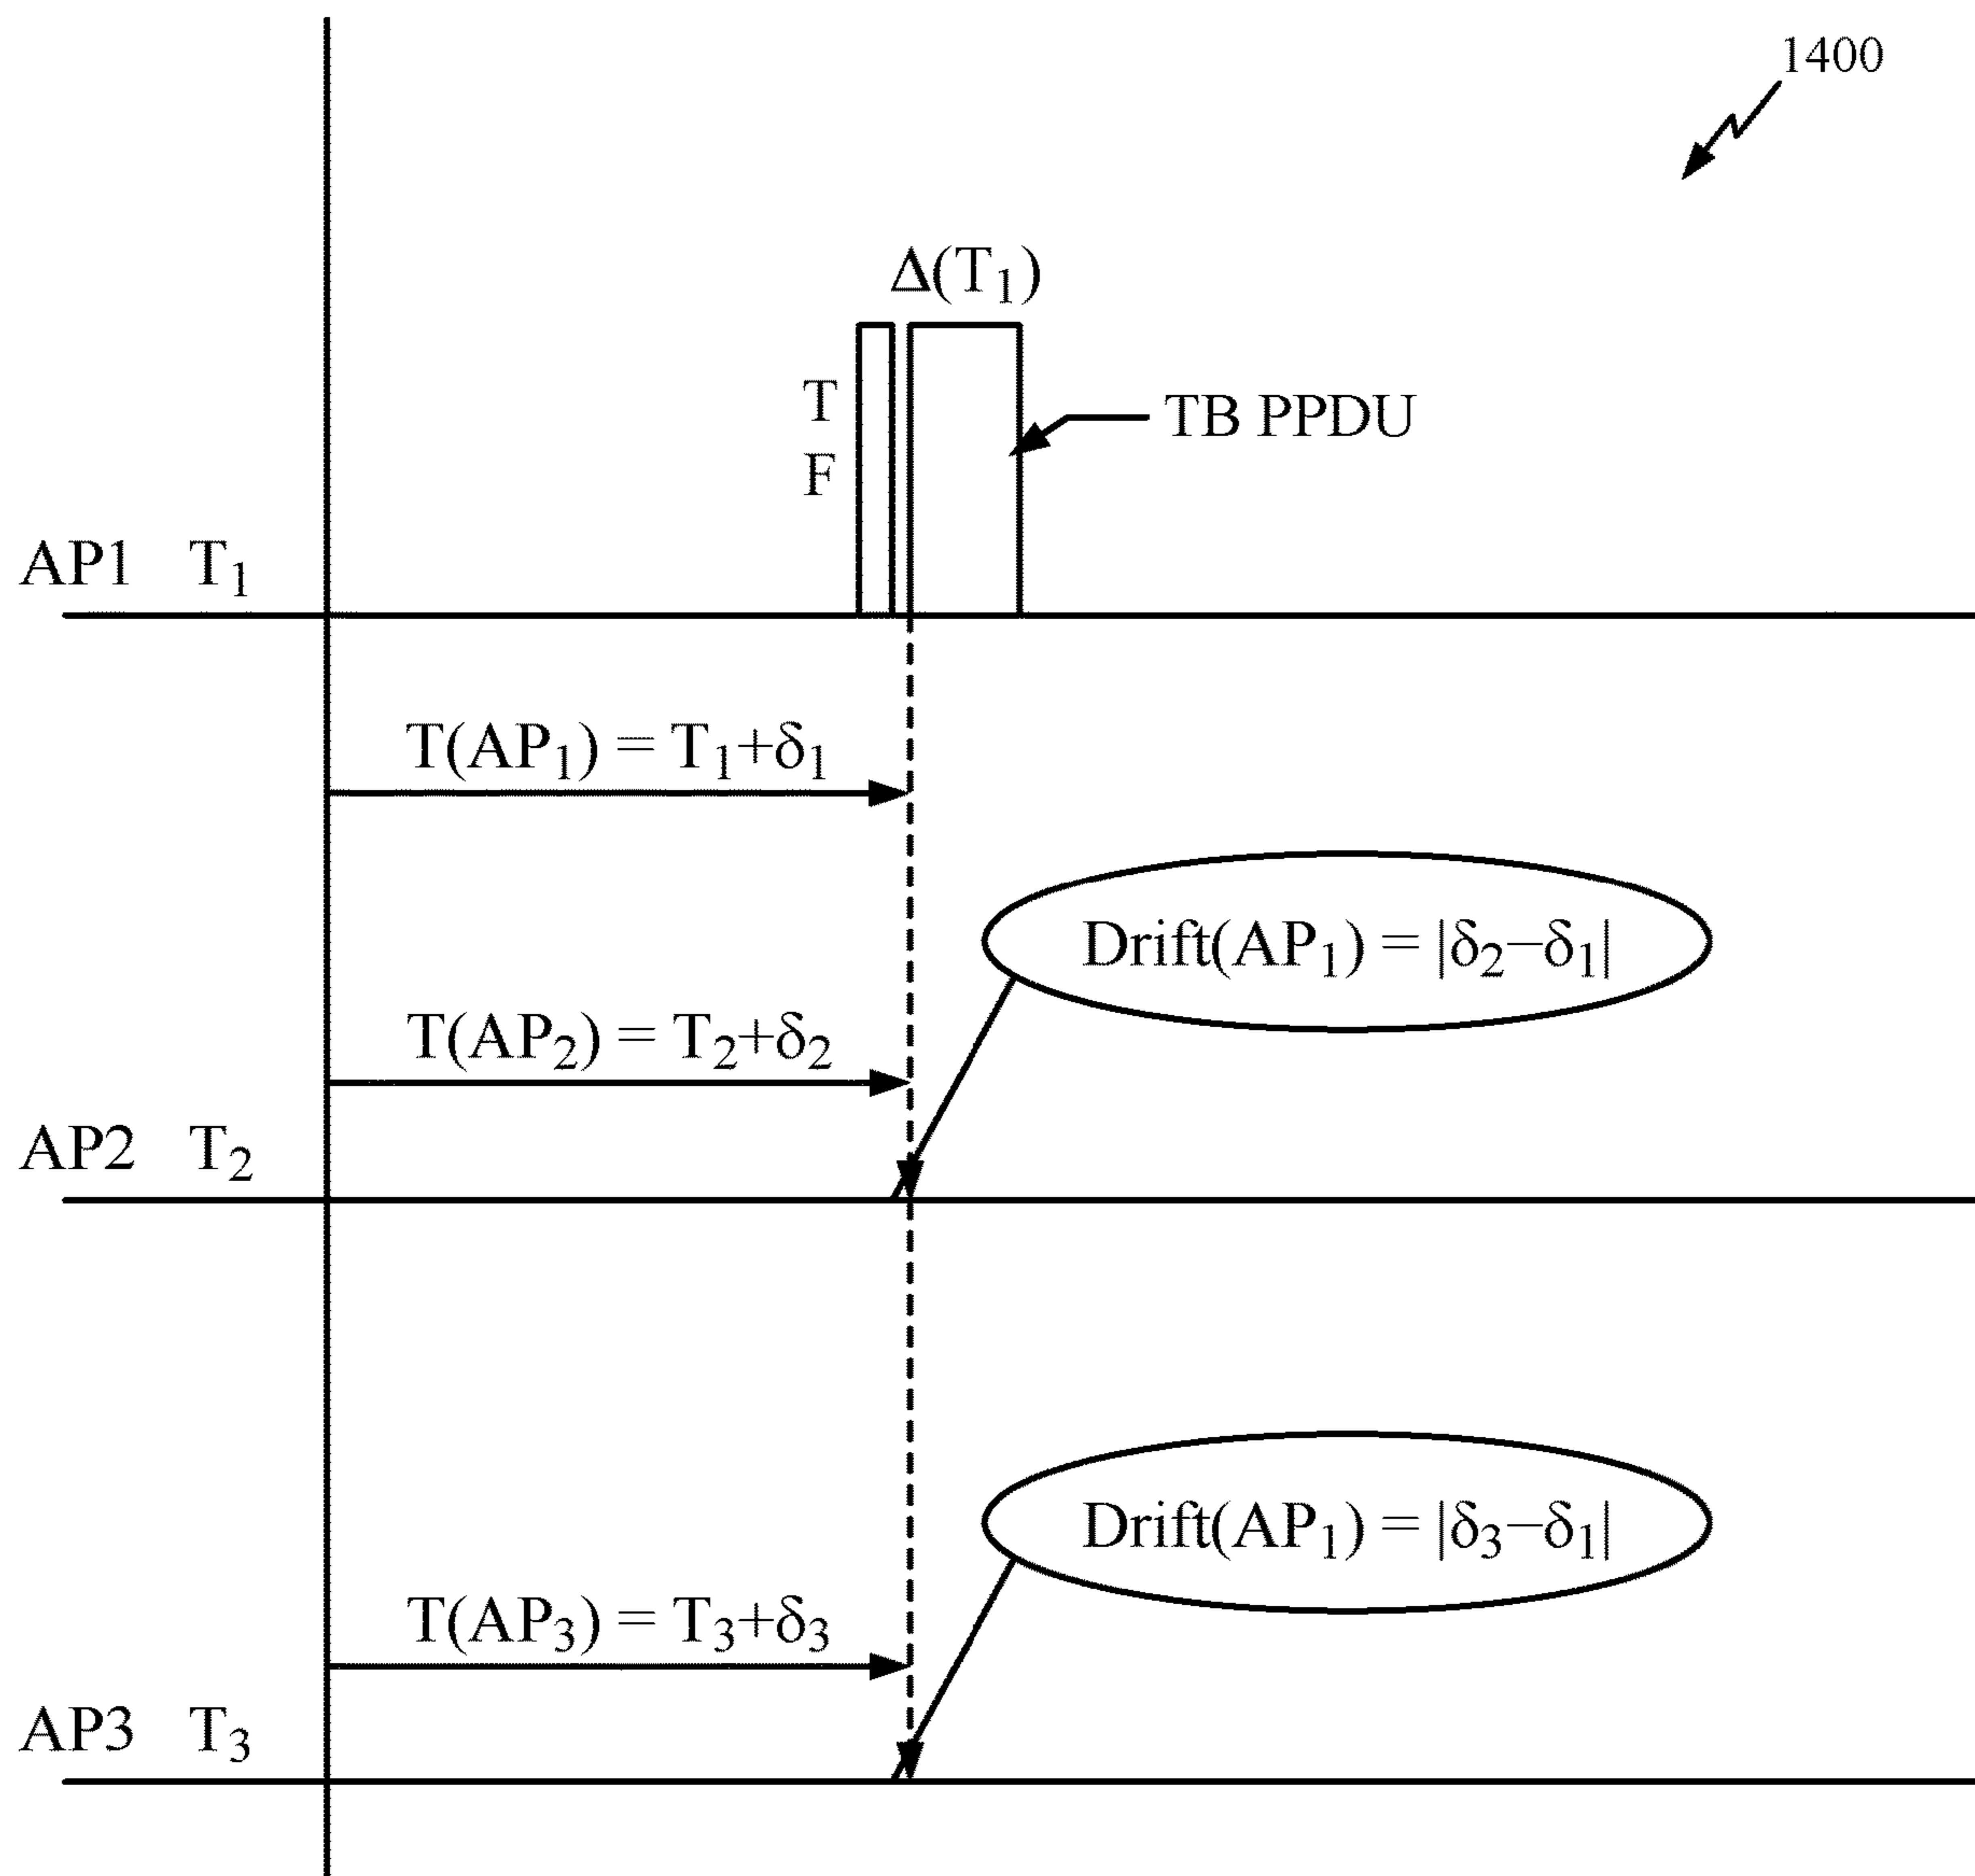 1400
Δ(T₁)
T
F
TB PPDU
AP1 T₁
T(AP₁) = T₁+δ₁
Drift(AP₁) = |δ₂−δ₁|
T(AP₂) = T₂+δ₂
AP2 T₂
Drift(AP₁) = |δ₃−δ₁|
T(AP₃) = T₃+δ₃
AP3 T₃